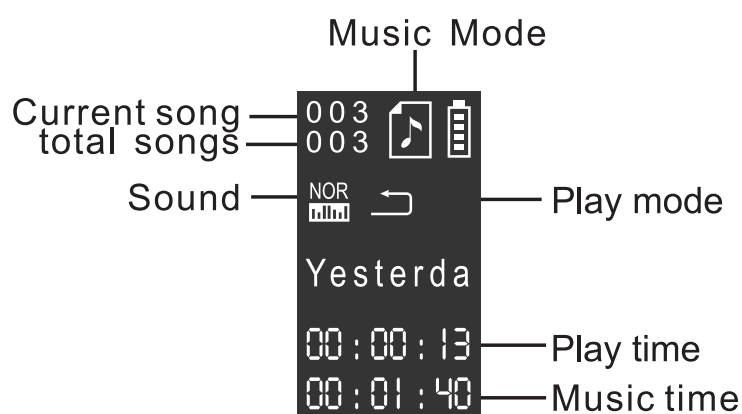 Music Mode
Current song
003
total songs
003
Sound
NOR
Play mode
Yesterda
00:00:13
Play time
00:01:40
Music time